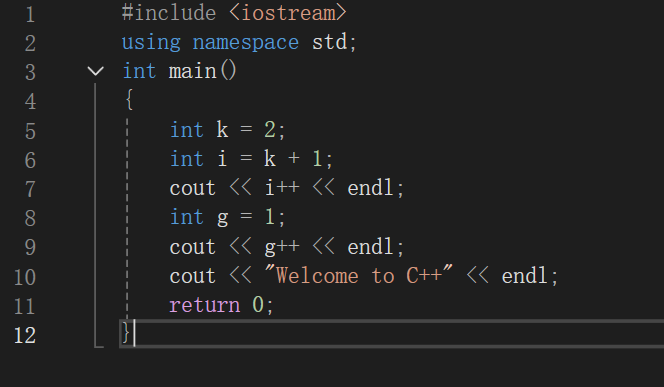 1 #include <iostream>
2 using namespace std;
3 int main()
4 {
5 int k = 2;
6 int i = k + 1;
7 cout << i++ << endl;
8 int g = 1;
9 cout << g++ << endl;
10 cout << "Welcome to C++" << endl;
11 return 0;
12 }